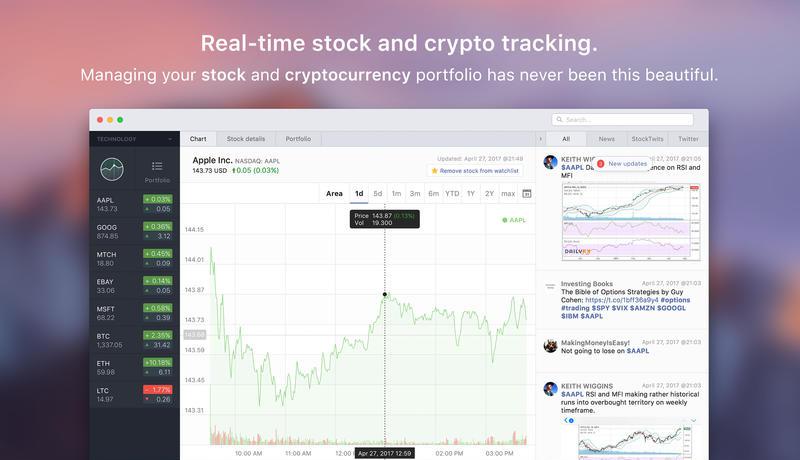 Real-time stock and crypto tracking.
Managing your stock and cryptocurrency portfolio has never been this beautiful.
Search...
TECHNOLOGY
Portfolio
AAPL + 0.03%
143.73 0.05
GOOG + 0.36%
874.85 3.12
MTCH + 0.45%
18.80 0.09
EBAY + 0.14%
33.06 0.05
MSFT + 0.58%
68.22 0.39
BTC + 2.35%
1,337.05 31.42
ETH +10.18%
59.98 6.11
LTC - 1.77%
14.97 0.26
Chart Stock details Portfolio
Apple Inc. NASDAQ: AAPL
143.73 USD 0.05 (0.03%)
Updated: April 27, 2017 @21:49
Remove stock from watchlist
Area 1d 5d 1m 3m 6m YTD 1Y 2Y max
Price 143.87 (0.13%)
Vol 19.300
AAPL
144.15
144.01
143.87
143.73
143.59
143.45
143.31
10:00 AM 11:00 AM 12:00 Apr 27, 2017 12:59 02:00 PM 03:00 PM
All News StockTwits Twitter
KEITH WI April 27, 2017 @21:05
3 New updates
$AAPL ence on RSI and
MFI
DAILYFX
Investing Books April 27, 2017 @21:03
The Bible of Options Strategies by Guy
Cohen: https://t.co/1bff36a9y4 #options
#trading $SPY $VIX $AMZN $GOOGL
$IBM $AAPL
MakingMoneyIsEasy! April 27, 2017 @21:03
Not going to lose on $AAPL
KEITH WIGGINS April 27, 2017 @21:03
$AAPL RSI and MFI making rather historical
runs into overbought territory on weekly
timeframe.